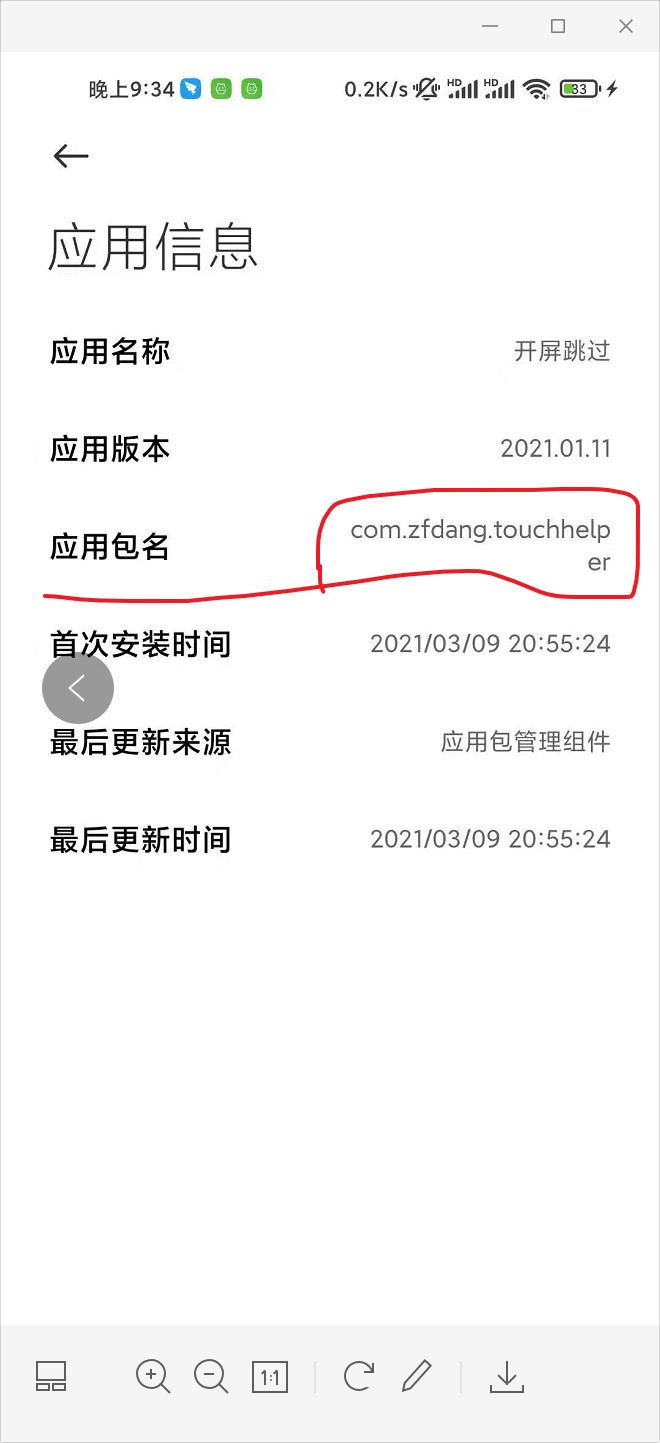 晚上9:34
0.2K/s HD HD 33
应用信息
应用名称 开屏跳过
应用版本 2021.01.11
应用包名 com.zfdang.touchhelp
er
首次安装时间 2021/03/09 20:55:24
最后更新来源 应用包管理组件
最后更新时间 2021/03/09 20:55:24
1:1